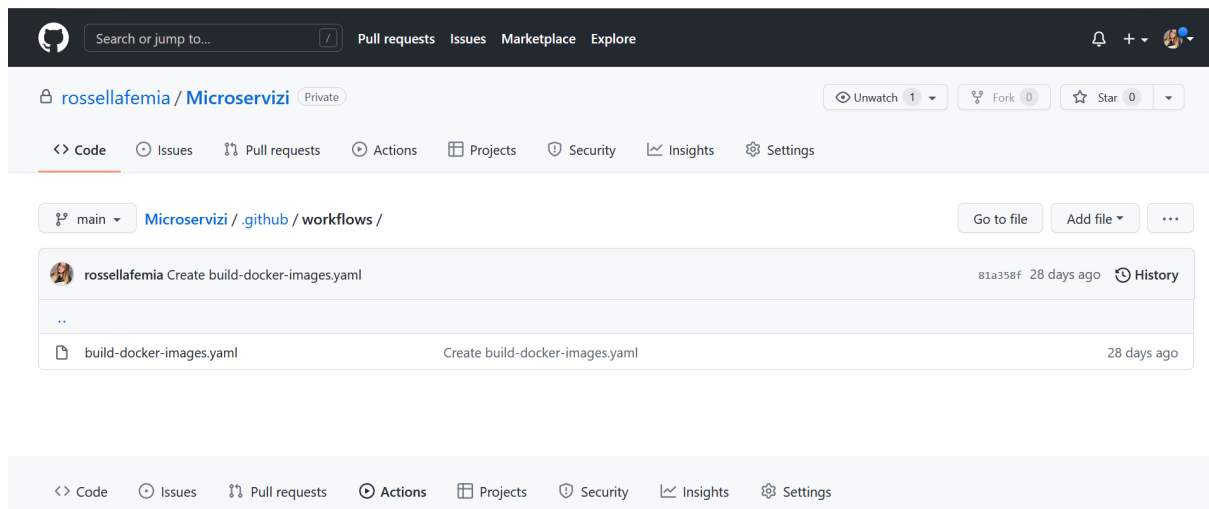 Search or jump to... / Pull requests Issues Marketplace Explore
rossellafemia / Microservizi Private Unwatch 1 Fork 0 Star 0
Code Issues Pull requests Actions Projects Security Insights Settings
main Microservizi / .github / workflows / Go to file Add file ...
rossellafemia Create build-docker-images.yaml 81a358f 28 days ago History
..
build-docker-images.yaml Create build-docker-images.yaml 28 days ago
Code Issues Pull requests Actions Projects Security Insights Settings